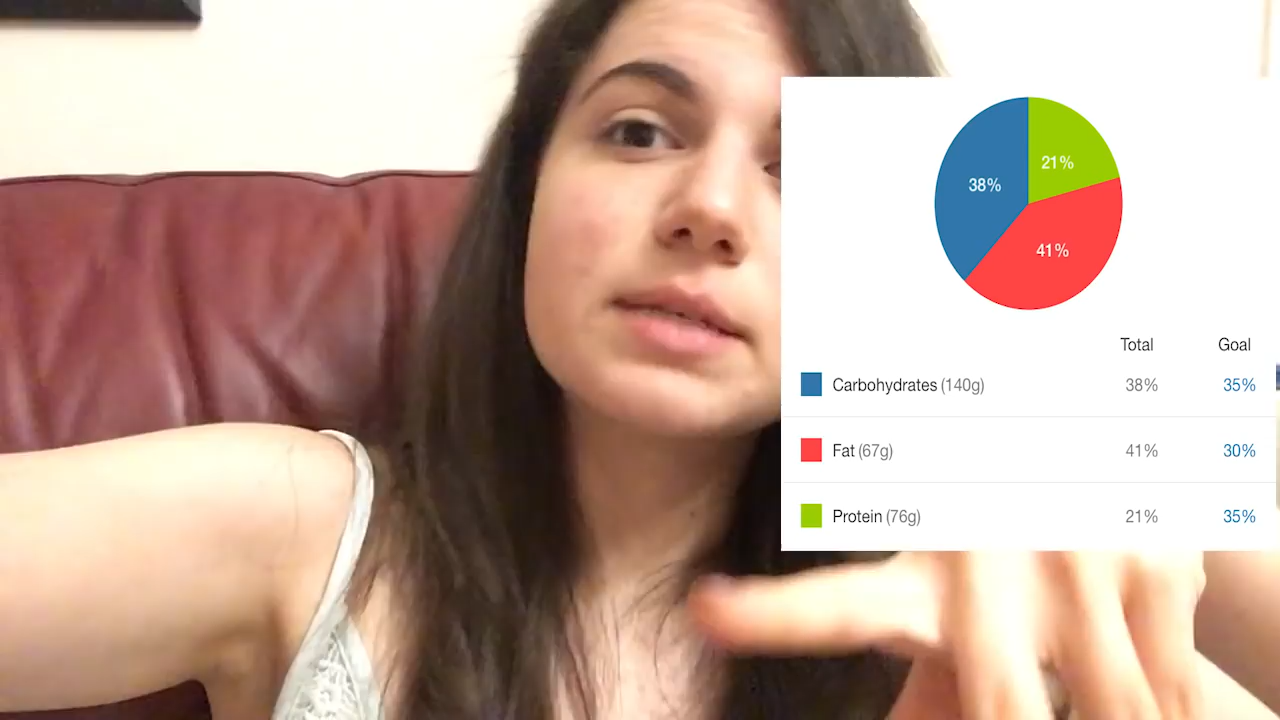 21%
38%
41%
Total Goal
Carbohydrates (140g) 38% 35%
Fat (67g) 41% 30%
Protein (76g) 21% 35%